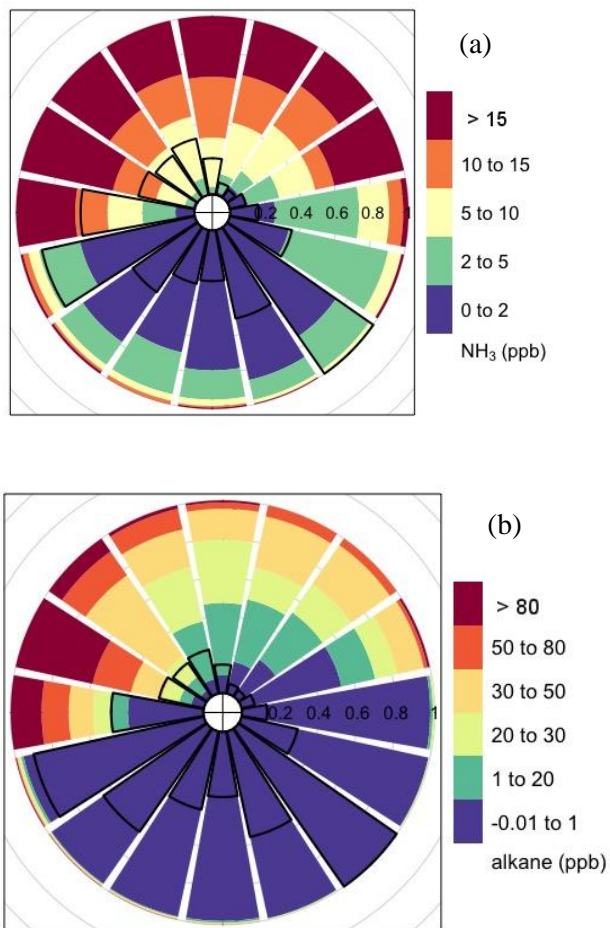 (a)
> 15
10 to 15
5 to 10
2 to 5
0 to 2
NH₃ (ppb)
0.2 0.4 0.6 0.8 1
(b)
> 80
50 to 80
30 to 50
20 to 30
1 to 20
-0.01 to 1
alkane (ppb)
0.2 0.4 0.6 0.8 1